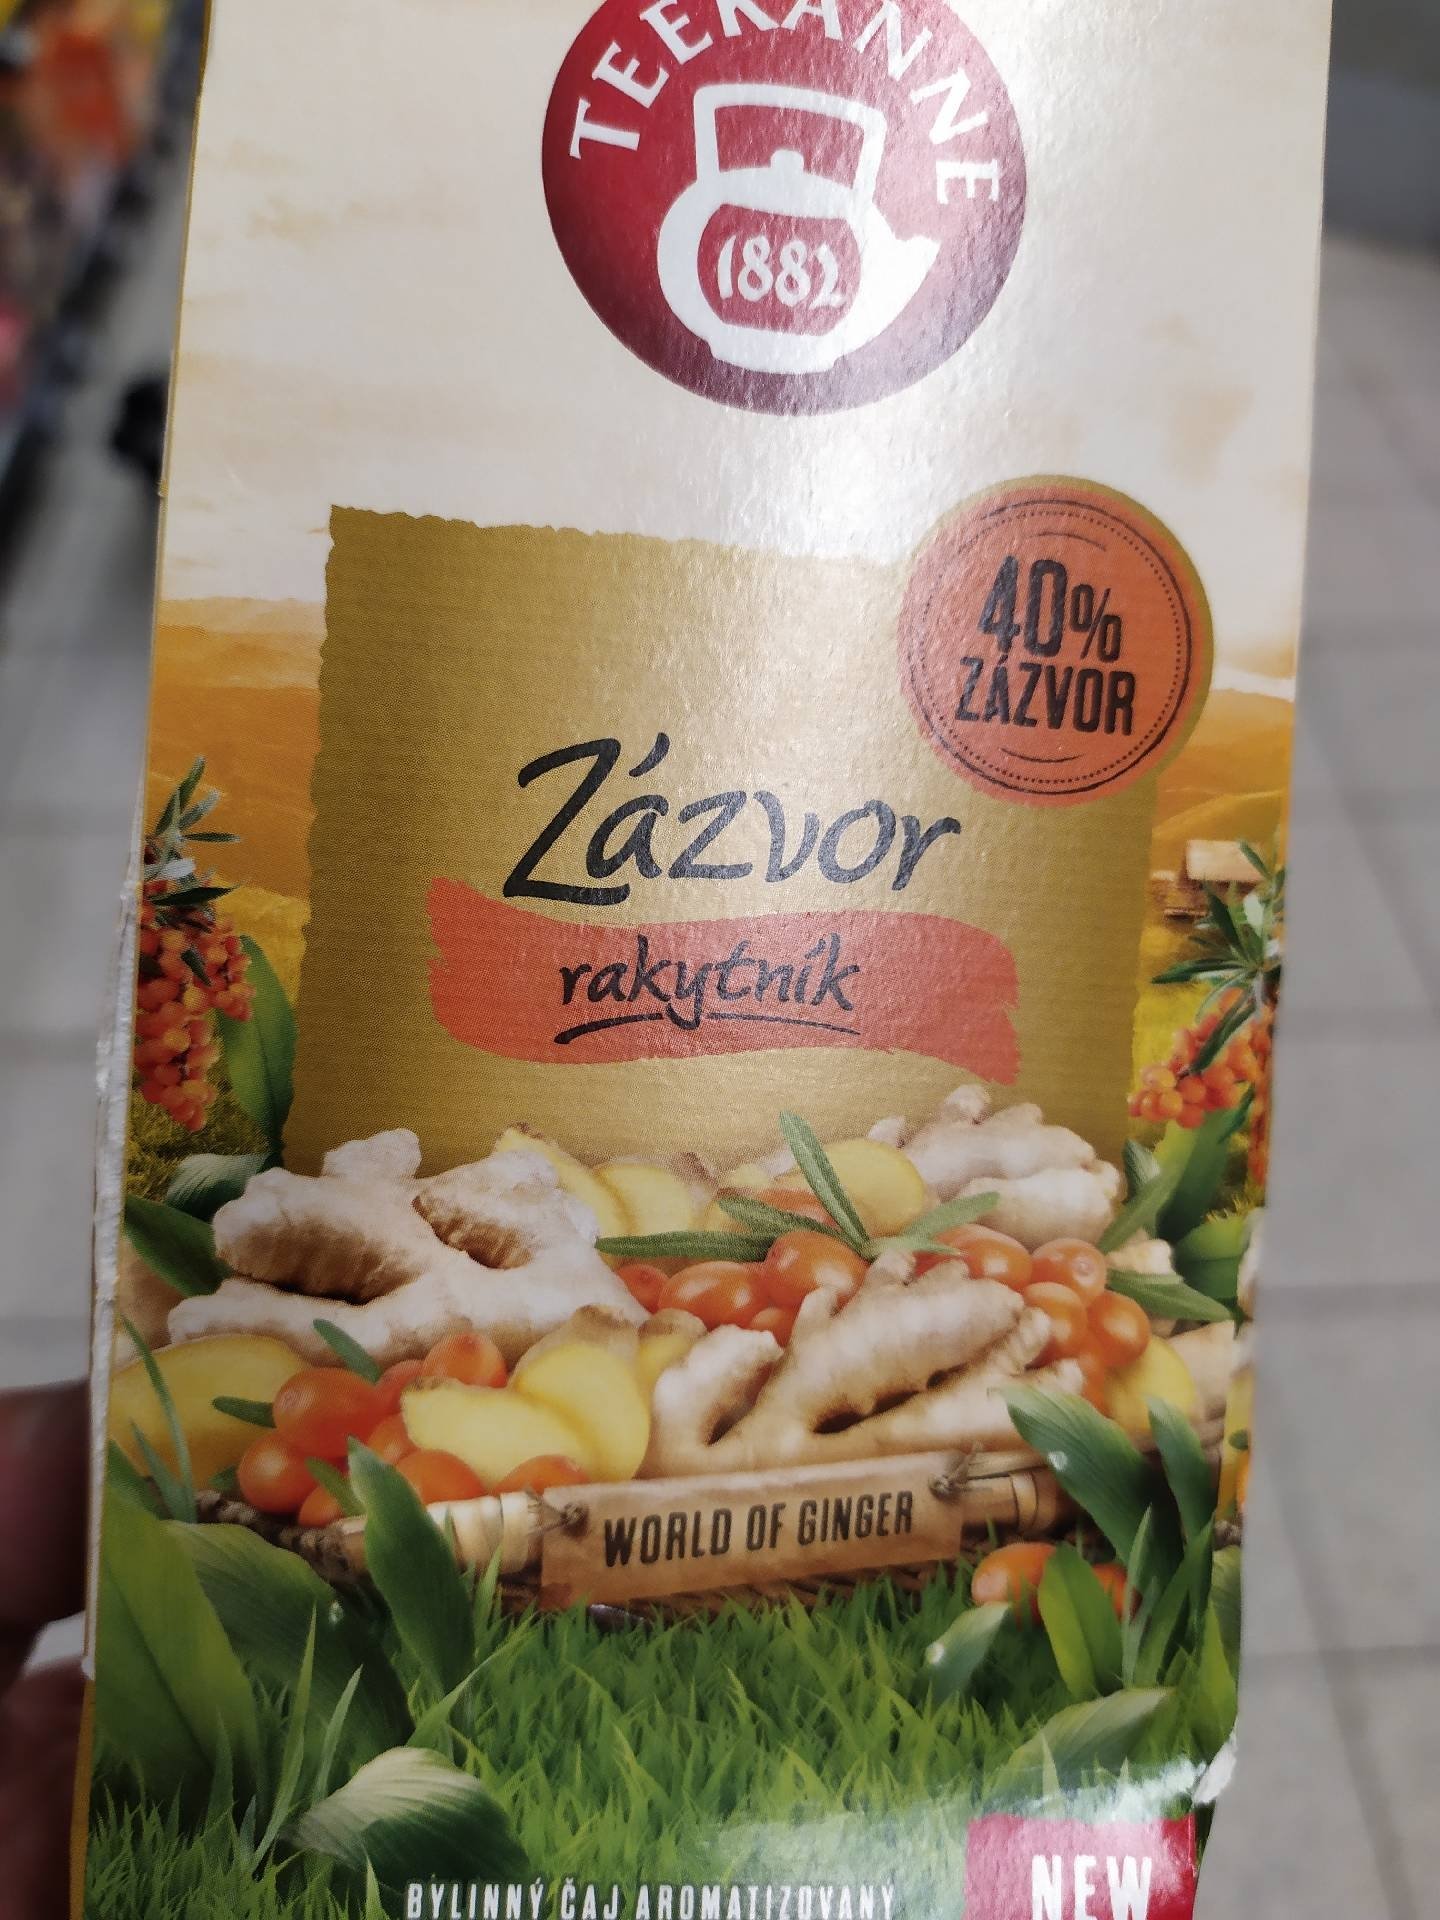 TEEKANNE
1882
40%
ZÁZVOR
Zázvor
rakytník
WORLD OF GINGER
NEW
BYLINNÝ ČAJ AROMATIZOVANÝ